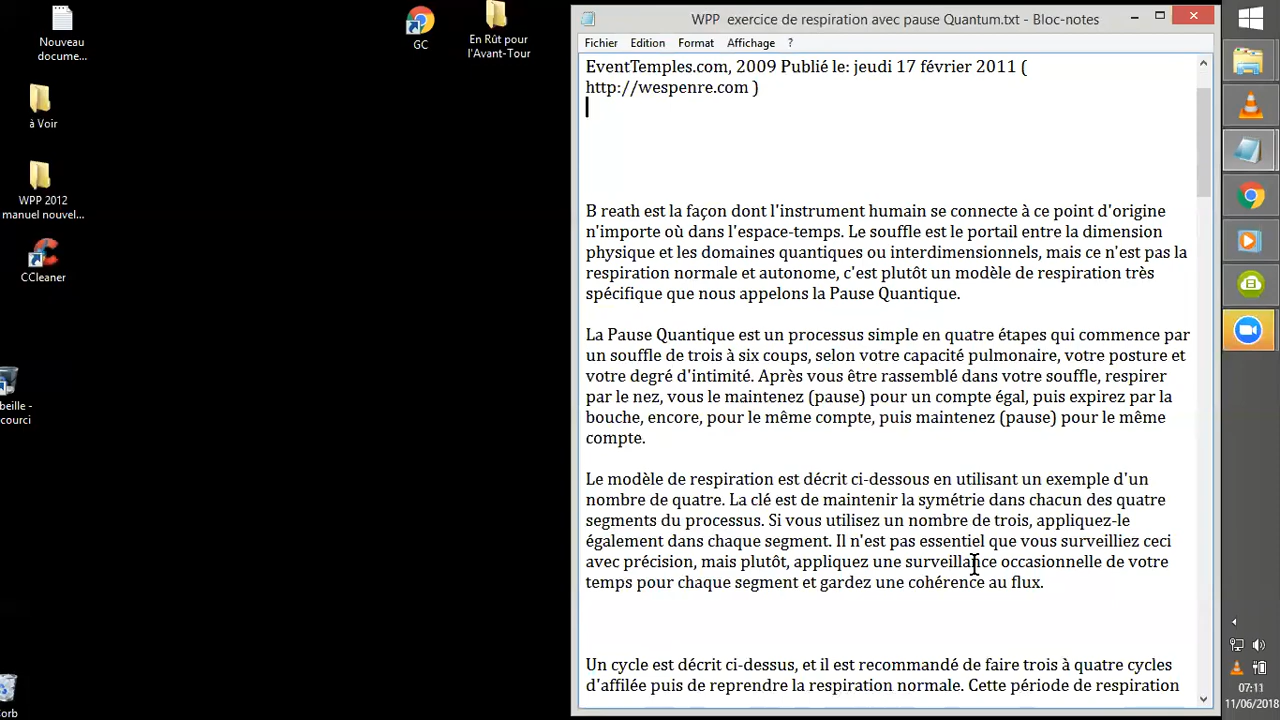 WPP  exercice de respiration avec pause Quantum.txt - Bloc-notes
Fichier Edition Format Affichage ?
EventTemples.com, 2009 Publié le: jeudi 17 février 2011 (
http://wespenre.com )
B reath est la façon dont l'instrument humain se connecte à ce point d'origine
n'importe où dans l'espace-temps. Le souffle est le portail entre la dimension
physique et les domaines quantiques ou interdimensionnels, mais ce n'est pas la
respiration normale et autonome, c'est plutôt un modèle de respiration très
spécifique que nous appelons la Pause Quantique.
La Pause Quantique est un processus simple en quatre étapes qui commence par
un souffle de trois à six coups, selon votre capacité pulmonaire, votre posture et
votre degré d'intimité. Après vous être rassemblé dans votre souffle, respirer
par le nez, vous le maintenez (pause) pour un compte égal, puis expirez par la
bouche, encore, pour le même compte, puis maintenez (pause) pour le même
compte.
Le modèle de respiration est décrit ci-dessous en utilisant un exemple d'un
nombre de quatre. La clé est de maintenir la symétrie dans chacun des quatre
segments du processus. Si vous utilisez un nombre de trois, appliquez-le
également dans chaque segment. Il n'est pas essentiel que vous surveilliez ceci
avec précision, mais plutôt, appliquez une surveillance occasionnelle de votre
temps pour chaque segment et gardez une cohérence au flux.
Un cycle est décrit ci-dessus, et il est recommandé de faire trois à quatre cycles
d'affilée puis de reprendre la respiration normale. Cette période de respiration
Nouveau
docume...
à Voir
WPP 2012
manuel nouvel...
CCleaner
beille -
courci
orb
GC
En Rût pour
l'Avant-Tour
07:11
11/06/2018